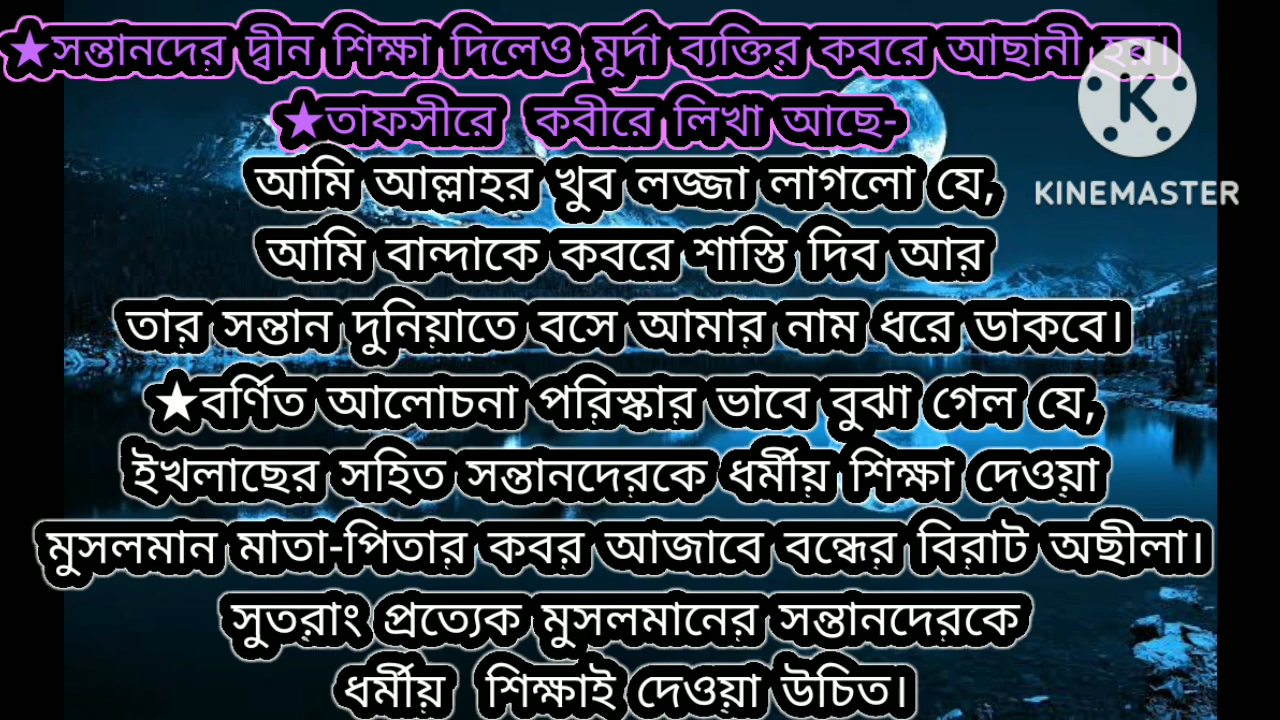 ★সন্তানদের দ্বীন শিক্ষা দিলেও মুর্দা ব্যক্তির কবরে আছানী হয়।
★তাফসীরে কবীরে লিখা আছে-
আমি আল্লাহর খুব লজ্জা লাগলো যে,
আমি বান্দাকে কবরে শাস্তি দিব আর
তার সন্তান দুনিয়াতে বসে আমার নাম ধরে ডাকবে।
★বর্ণিত আলোচনা পরিস্কার ভাবে বুঝা গেল যে,
ইখলাছের সহিত সন্তানদেরকে ধর্মীয় শিক্ষা দেওয়া
মুসলমান মাতা-পিতার কবর আজাবে বন্ধের বিরাট অছীলা।
সুতরাং প্রত্যেক মুসলমানের সন্তানদেরকে
ধর্মীয় শিক্ষাই দেওয়া উচিত।
K
KINEMASTER